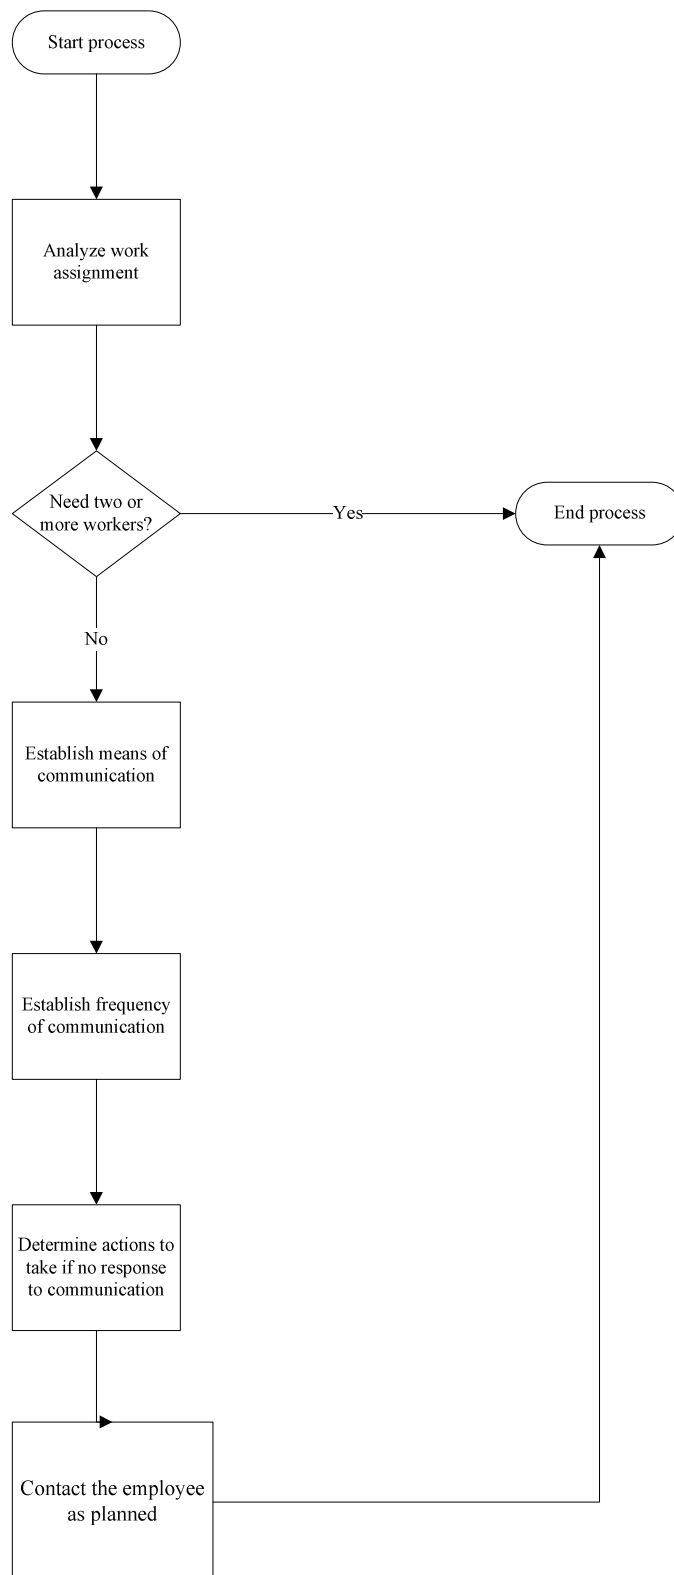 Start process
Analyze work
assignment
Need two or
more workers?
Yes
End process
No
Establish means of
communication
Establish frequency
of communication
Determine actions to
take if no response
to communication
Contact the employee
as planned